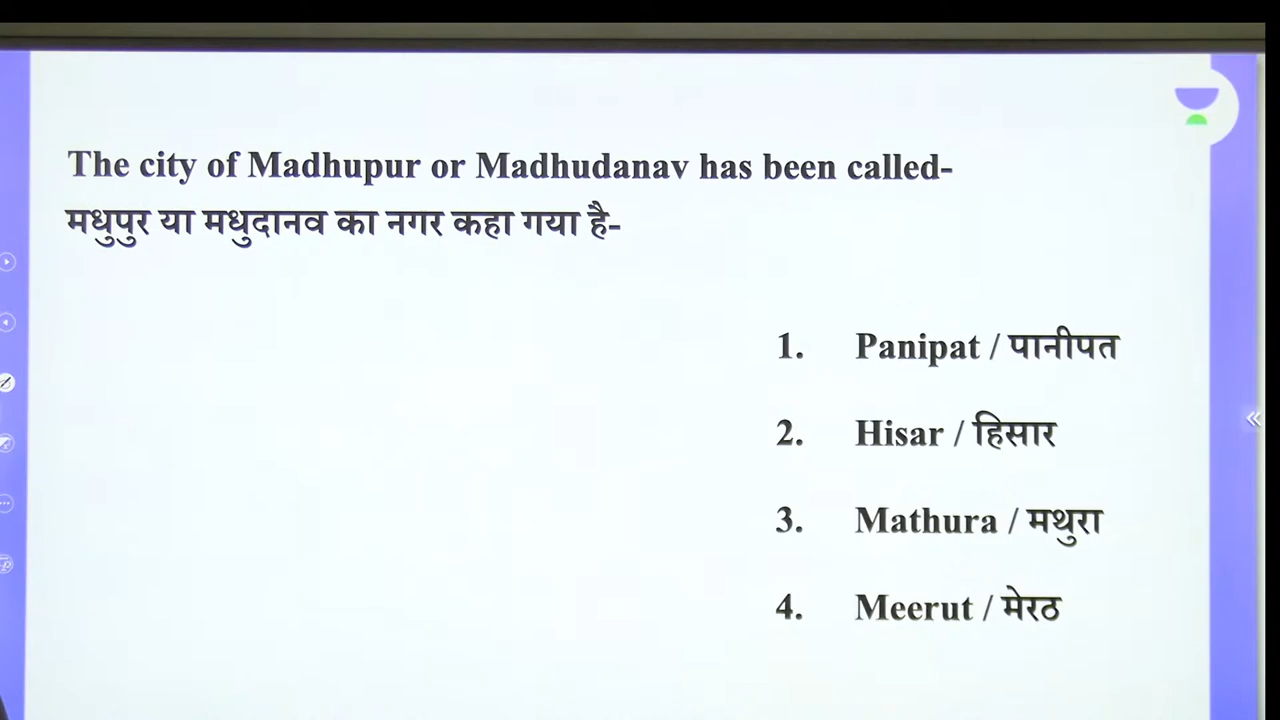 The city of Madhupur or Madhudanav has been called-
मधुपुर या मधुदानव का नगर कहा गया है-
1. Panipat / पानीपत
2. Hisar / हिसार
3. Mathura / मथुरा
4. Meerut / मेरठ